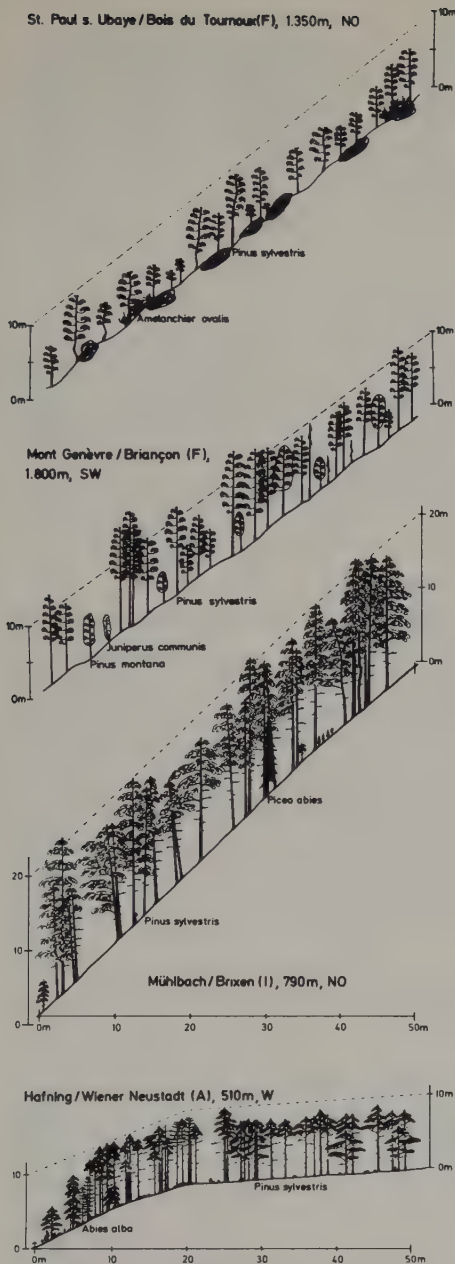 St. Paul s. Ubaye/Bois du Tournoux(F), 1.350m, NO
10m
0m
Pinus sylvestris
Amelanchier ovalis
10m
0m
10m
0m
Mont Genèvre/Briançon (F),
1.800m, SW
Pinus sylvestris
Juniperus communis
Pinus montana
10m
0m
20m
10
0m
Picea abies
20
Pinus sylvestris
10
Mühlbach/Brixen (I), 790m, NO
0
0m 10 20 30 40 50m
Hafning/Wiener Neustadt (A), 510m, W
10m
0m
10
Pinus sylvestris
Abies alba
0
0m 10 20 30 40 50m